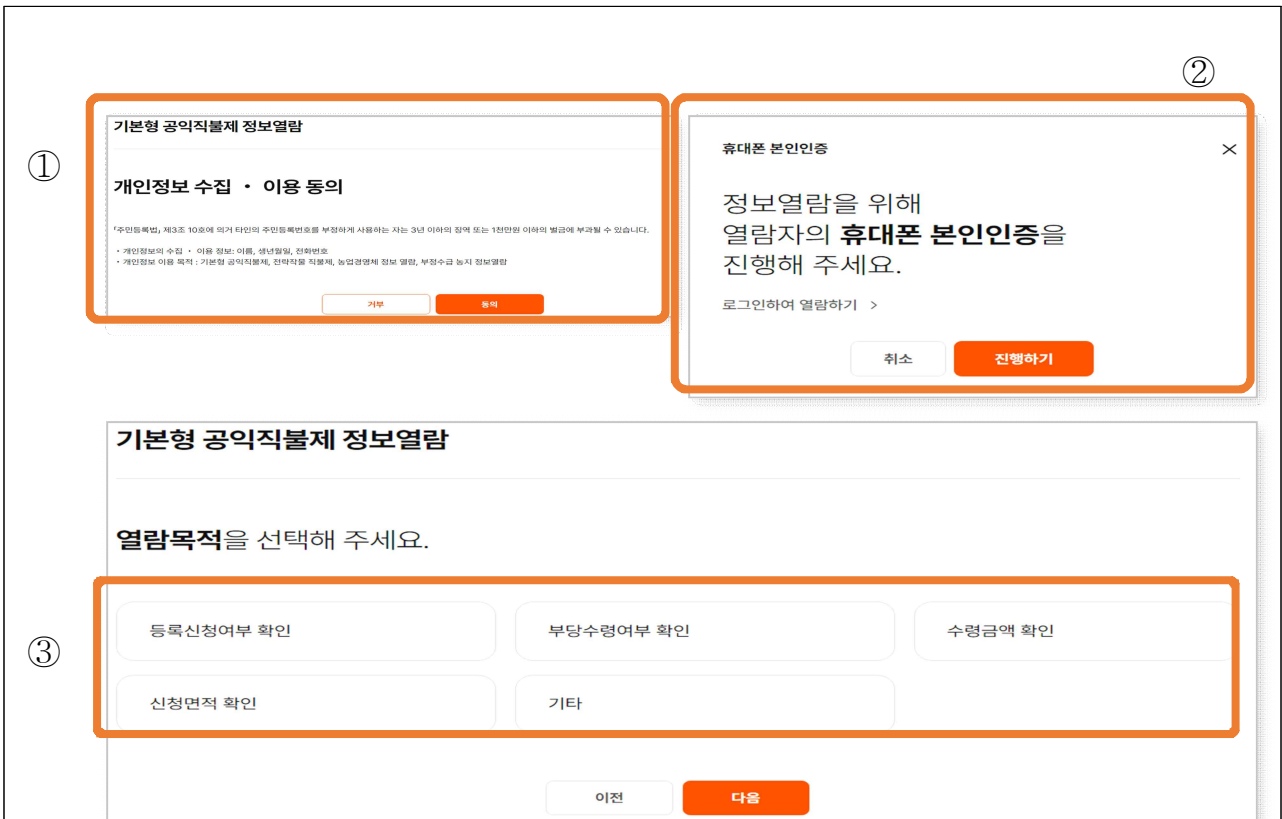 ①
기본형 공익직불제 정보열람
개인정보 수집 · 이용 동의
「주민등록법」 제3조 10호에 의거 타인의 주민등록번호를 부정하게 사용하는 자는 3년 이하의 징역 또는 1천만원 이하의 벌금에 부과될 수 있습니다.
· 개인정보의 수집 · 이용 정보: 이름, 생년월일, 전화번호
· 개인정보 이용 목적 : 기본형 공익직불제, 전략작물 직불제, 농업경영체 정보 열람, 부정수급 농지 정보열람
거부 동의
②
휴대폰 본인인증 ×
정보열람을 위해
열람자의 휴대폰 본인인증을
진행해 주세요.
로그인하여 열람하기 >
취소 진행하기
기본형 공익직불제 정보열람
열람목적을 선택해 주세요.
③
등록신청여부 확인 부당수령여부 확인 수령금액 확인
신청면적 확인 기타
이전 다음